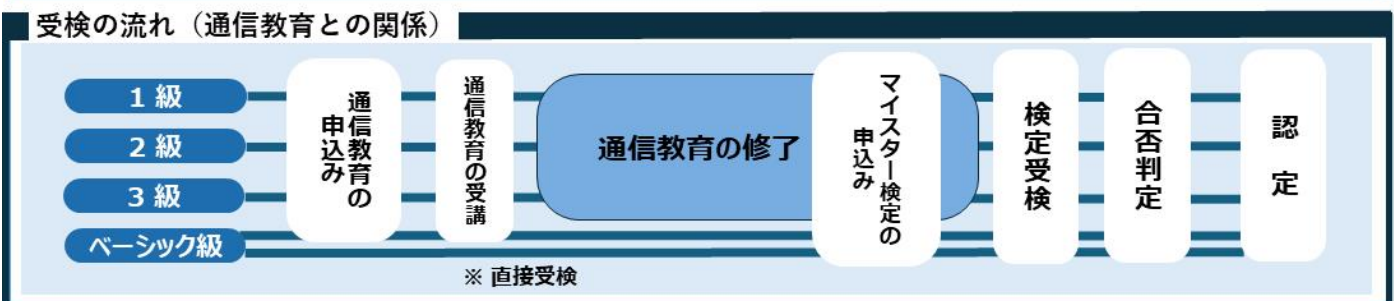 受検の流れ（通信教育との関係）
1 級
2 級
3 級
ベーシック級
通信教育の
申込み
通信教育の受講
通信教育の修了
マイスター検定の
申込み
検定受検
合否判定
認 定
※ 直接受検